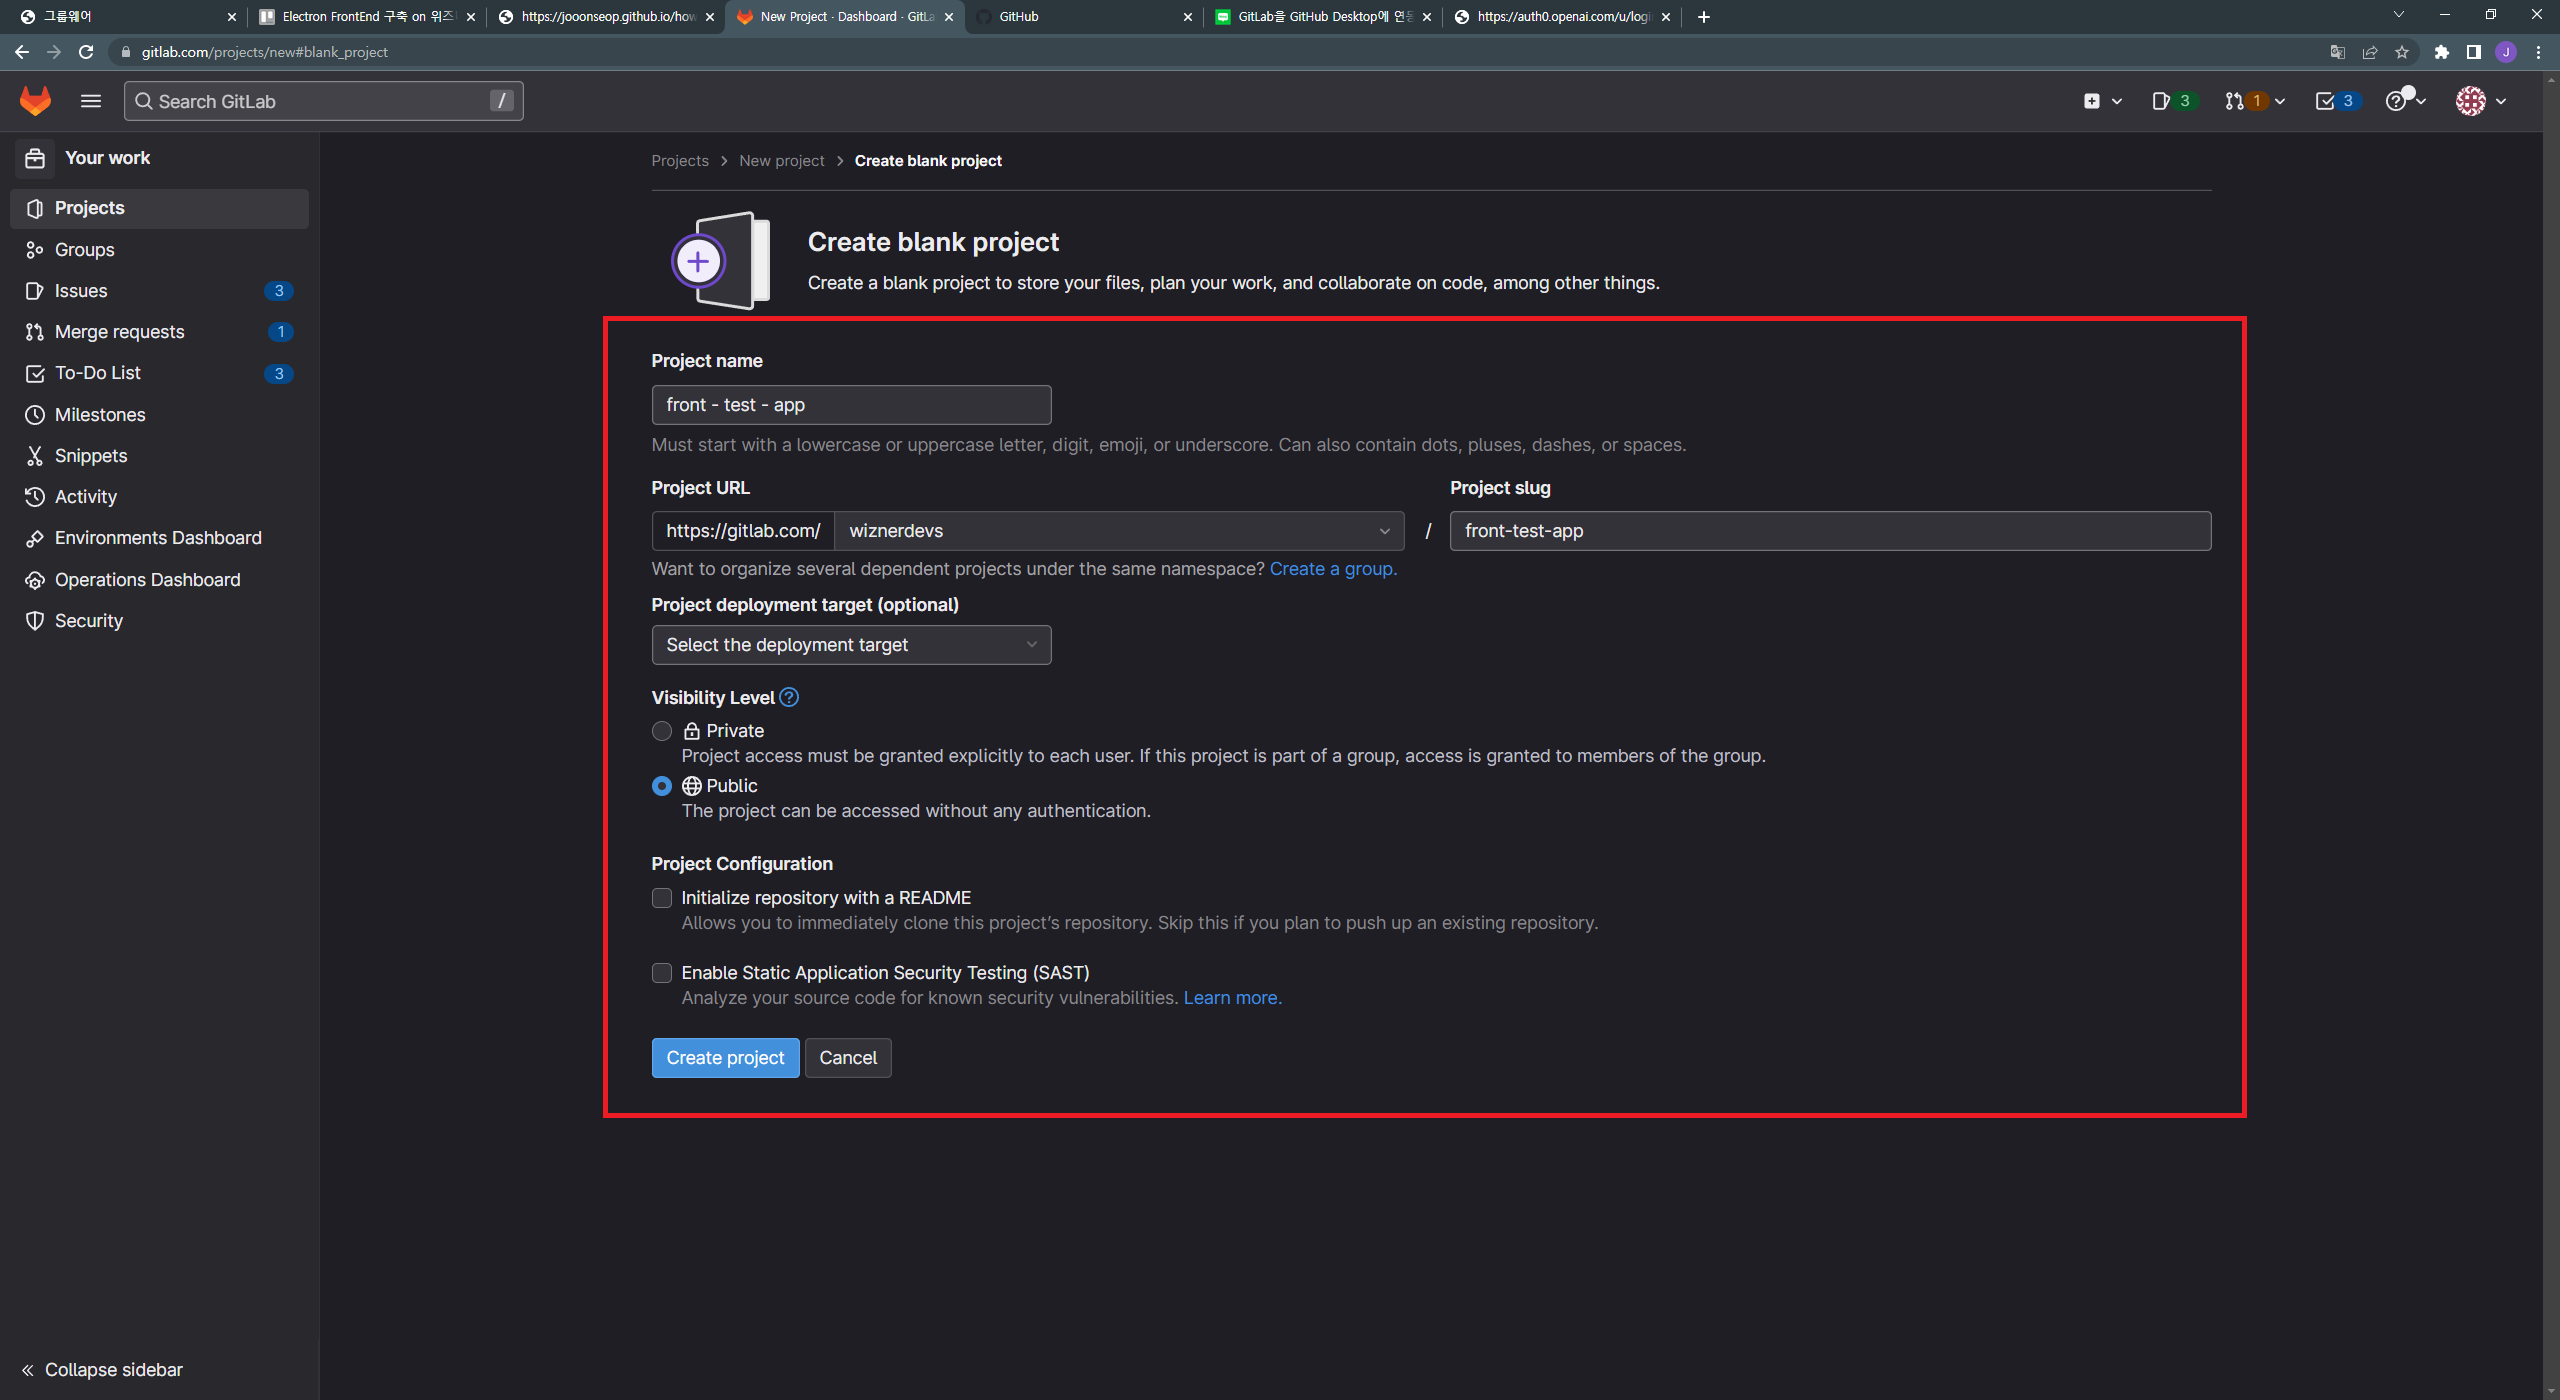 그룹웨어
Electron FrontEnd 구축 on 위즈
https://jooonseop.github.io/how
New Project · Dashboard · GitLa
GitHub
GitLab을 GitHub Desktop에 연동
https://auth0.openai.com/u/logi
gitlab.com/projects/new#blank_project
J
Search GitLab
/
3
1
3
Your work
Projects
Groups
Issues 3
Merge requests 1
To-Do List 3
Milestones
Snippets
Activity
Environments Dashboard
Operations Dashboard
Security
Collapse sidebar
Projects > New project > Create blank project
Create blank project
Create a blank project to store your files, plan your work, and collaborate on code, among other things.
Project name
front - test - app
Must start with a lowercase or uppercase letter, digit, emoji, or underscore. Can also contain dots, pluses, dashes, or spaces.
Project URL
Project slug
https://gitlab.com/ wiznerdevs / front-test-app
Want to organize several dependent projects under the same namespace? Create a group.
Project deployment target (optional)
Select the deployment target
Visibility Level
Private
Project access must be granted explicitly to each user. If this project is part of a group, access is granted to members of the group.
Public
The project can be accessed without any authentication.
Project Configuration
Initialize repository with a README
Allows you to immediately clone this project's repository. Skip this if you plan to push up an existing repository.
Enable Static Application Security Testing (SAST)
Analyze your source code for known security vulnerabilities. Learn more.
Create project
Cancel